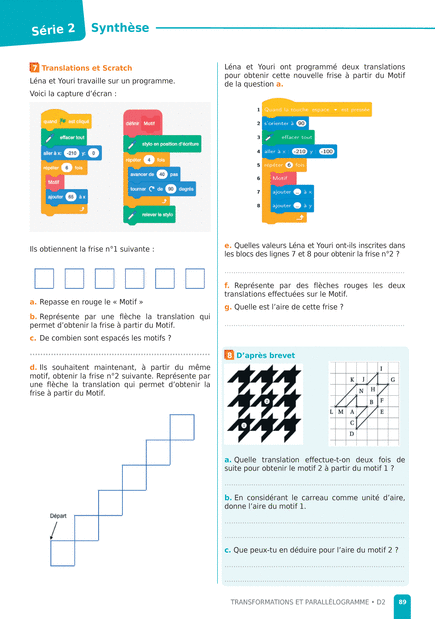 Série 2
Synthèse
7 Translations et Scratch
Léna et Youri travaille sur un programme.
Voici la capture d'écran :
quand est cliqué
effacer tout
aller à x : -210 y : 0
répéter 6 fois
Motif
ajouter à x
définir Motif
stylo en position d'écriture
répéter 4 fois
avancer de 40 pas
tourner de 90 degrés
relever le stylo
Ils obtiennent la frise n°1 suivante :
a. Repasse en rouge le « Motif »
b. Représente par une flèche la translation qui
permet d'obtenir la frise à partir du Motif.
c. De combien sont espacés les motifs ?
d. Ils souhaitent maintenant, à partir du même
motif, obtenir la frise n°2 suivante. Représente par
une flèche la translation qui permet d'obtenir la
frise à partir du Motif.
Départ
Léna et Youri ont programmé deux translations
pour obtenir cette nouvelle frise à partir du Motif
de la question a.
1 Quand la touche espace est pressée
2 s'orienter à 90
3 effacer tout
4 aller à x -210 y -100
5 répéter 6 fois
6 Motif
7 ajouter ... à x
8 ajouter ... à y
e. Quelles valeurs Léna et Youri ont-ils inscrites dans
les blocs des lignes 7 et 8 pour obtenir la frise n°2 ?
f. Représente par des flèches rouges les deux
translations effectuées sur le Motif.
g. Quelle est l'aire de cette frise ?
8 D'après brevet
I
K J G
N H
B F
L M A E
C
D
a. Quelle translation effectue-t-on deux fois de
suite pour obtenir le motif 2 à partir du motif 1 ?
b. En considérant le carreau comme unité d'aire,
donne l'aire du motif 1.
c. Que peux-tu en déduire pour l'aire du motif 2 ?
TRANSFORMATIONS ET PARALLÉLOGRAMME • D2 89